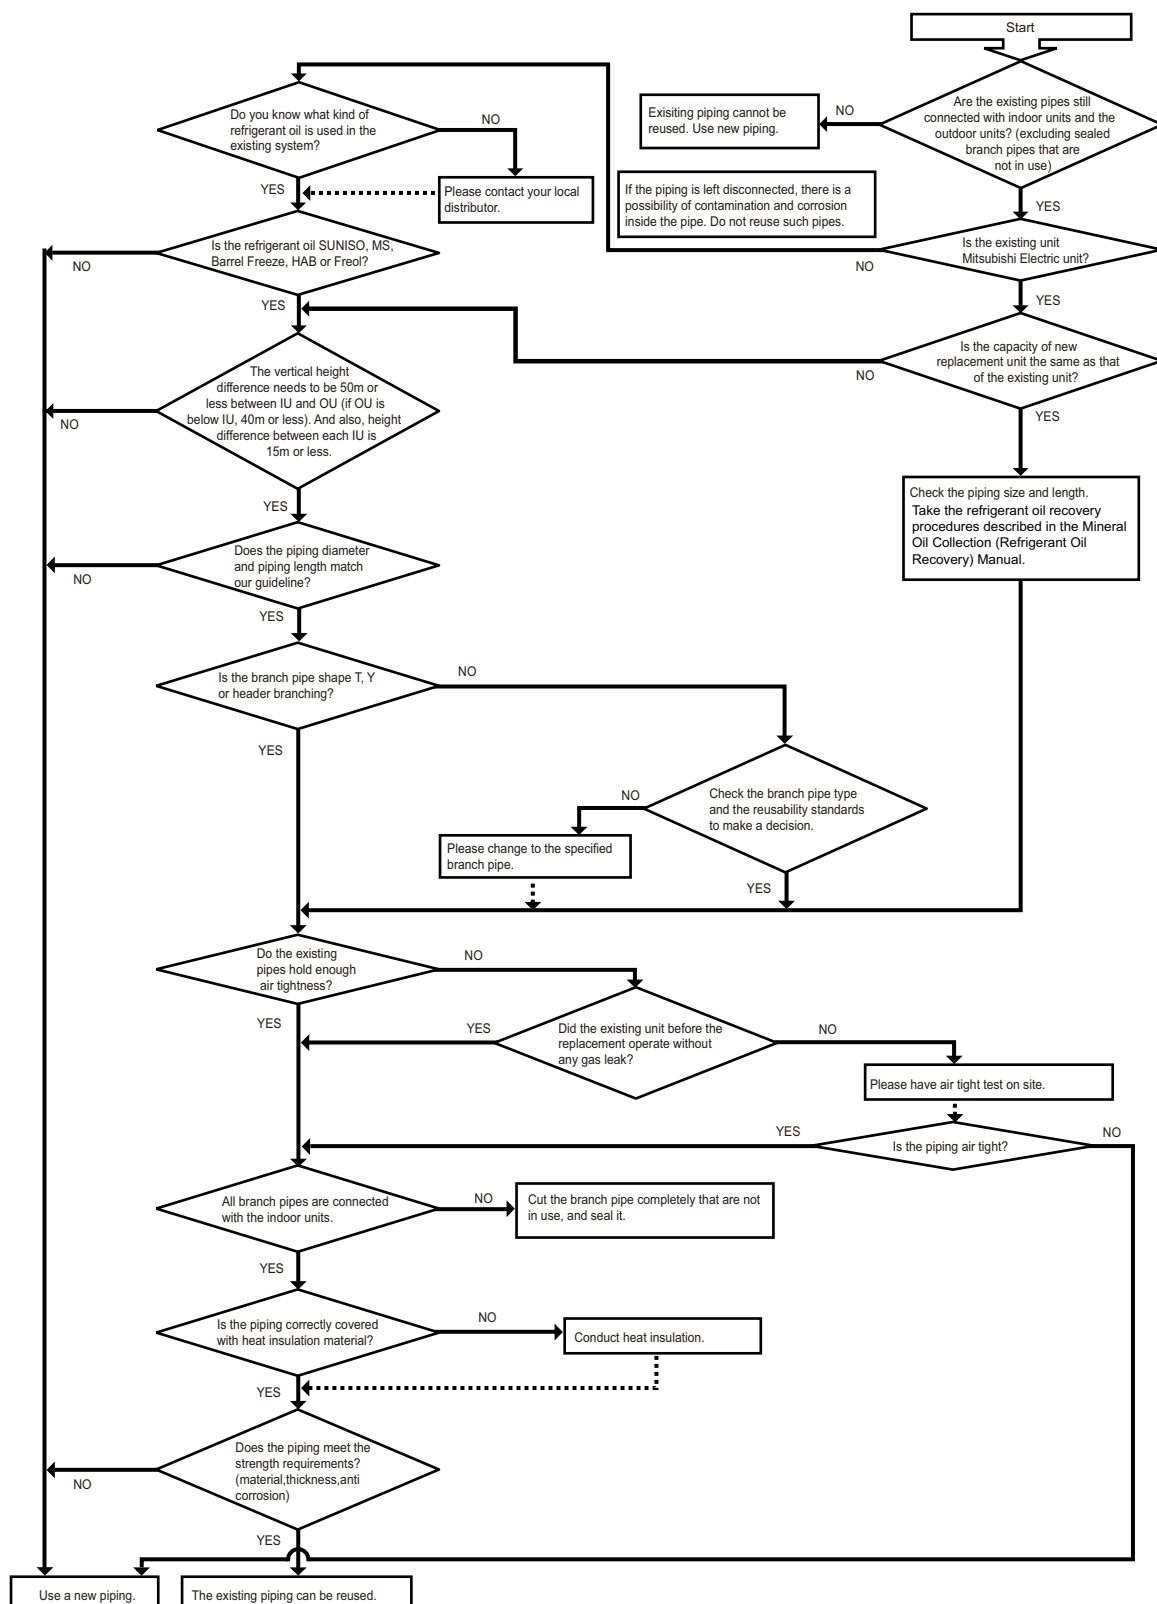 Start
Are the existing pipes still
connected with indoor units and the
outdoor units? (excluding sealed
branch pipes that are
not in use)
NO
Exisiting piping cannot be
reused. Use new piping.
If the piping is left disconnected, there is a
possibility of contamination and corrosion
inside the pipe. Do not reuse such pipes.
YES
Is the existing unit
Mitsubishi Electric unit?
NO
YES
Is the capacity of new
replacement unit the same as that
of the existing unit?
NO
YES
Check the piping size and length.
Take the refrigerant oil recovery
procedures described in the Mineral
Oil Collection (Refrigerant Oil
Recovery) Manual.
Do you know what kind of
refrigerant oil is used in the
existing system?
NO
Please contact your local
distributor.
YES
Is the refrigerant oil SUNISO, MS,
Barrel Freeze, HAB or Freol?
NO
YES
The vertical height
difference needs to be 50m or
less between IU and OU (if OU is
below IU, 40m or less). And also, height
difference between each IU is
15m or less.
NO
YES
Does the piping diameter
and piping length match
our guideline?
NO
YES
Is the branch pipe shape T, Y
or header branching?
NO
YES
Check the branch pipe type
and the reusability standards
to make a decision.
NO
Please change to the specified
branch pipe.
YES
Do the existing
pipes hold enough
air tightness?
NO
YES
Did the existing unit before the
replacement operate without
any gas leak?
YES
NO
Please have air tight test on site.
Is the piping air tight?
YES
NO
All branch pipes are connected
with the indoor units.
NO
Cut the branch pipe completely that are not
in use, and seal it.
YES
Is the piping correctly covered
with heat insulation material?
NO
Conduct heat insulation.
YES
Does the piping meet the
strength requirements?
(material,thickness,anti
corrosion)
NO
YES
Use a new piping.
The existing piping can be reused.